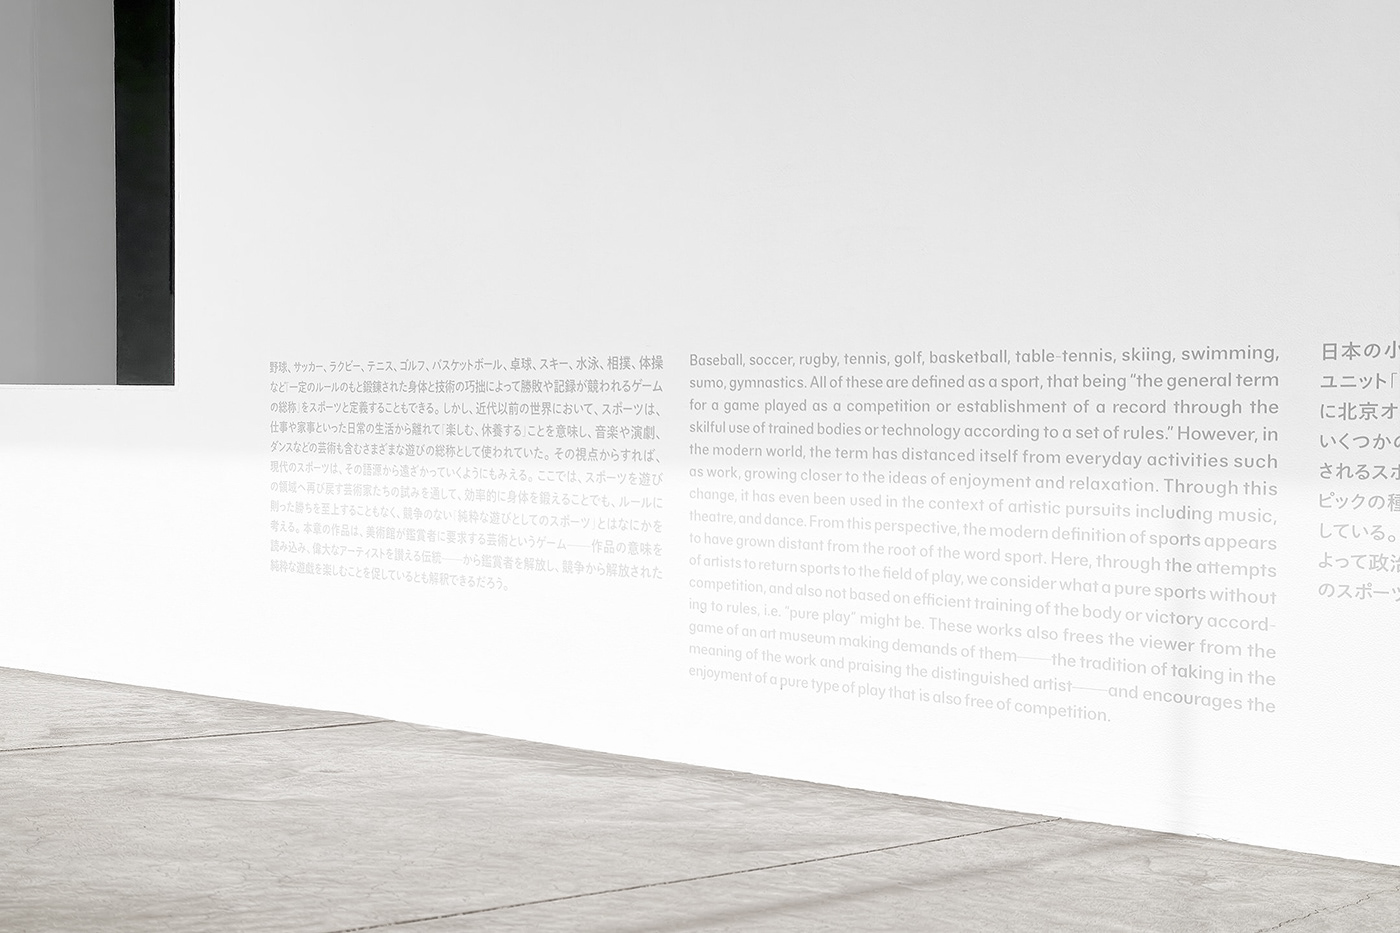 野球、サッカー、ラクビー、テニス、ゴルフ、バスケットボール、卓球、スキー、水泳、相撲、体操
など「一定のルールのもと鍛錬された身体と技術の巧拙によって勝敗や記録が競われるゲーム
の総称」をスポーツと定義することもできる。しかし、近代以前の世界において、スポーツは、
仕事や家事といった日常の生活から離れて「楽しむ、休養する」ことを意味し、音楽や演劇、
ダンスなどの芸術も含むさまざまな遊びの総称として使われていた。その視点からすれば、
現代のスポーツは、その語源から遠ざかっていくようにもみえる。ここでは、スポーツを遊び
の領域へ再び戻す芸術家たちの試みを通して、効率的に身体を鍛えることでも、ルールに
則った勝ちを至上することもなく、競争のない「純粋な遊びとしてのスポーツ」とはなにかを
考える。本章の作品は、美術館が鑑賞者に要求する芸術というゲーム——作品の意味を
読み込み、偉大なアーティストを讃える伝統——から鑑賞者を解放し、競争から解放された
純粋な遊戯を楽しむことを促しているとも解釈できるだろう。
Baseball, soccer, rugby, tennis, golf, basketball, table-tennis, skiing, swimming,
sumo, gymnastics. All of these are defined as a sport, that being "the general term
for a game played as a competition or establishment of a record through the
skilful use of trained bodies or technology according to a set of rules." However, in
the modern world, the term has distanced itself from everyday activities such
as work, growing closer to the ideas of enjoyment and relaxation. Through this
change, it has even been used in the context of artistic pursuits including music,
theatre, and dance. From this perspective, the modern definition of sports appears
to have grown distant from the root of the word sport. Here, through the attempts
of artists to return sports to the field of play, we consider what a pure sports without
competition, and also not based on efficient training of the body or victory accord-
ing to rules, i.e. "pure play" might be. These works also frees the viewer from the
game of an art museum making demands of them——the tradition of taking in the
meaning of the work and praising the distinguished artist——and encourages the
enjoyment of a pure type of play that is also free of competition.
日本の小
ユニット「
に北京オ
いくつかの
されるスポ
ピックの種
している。
よって政治
のスポーツ